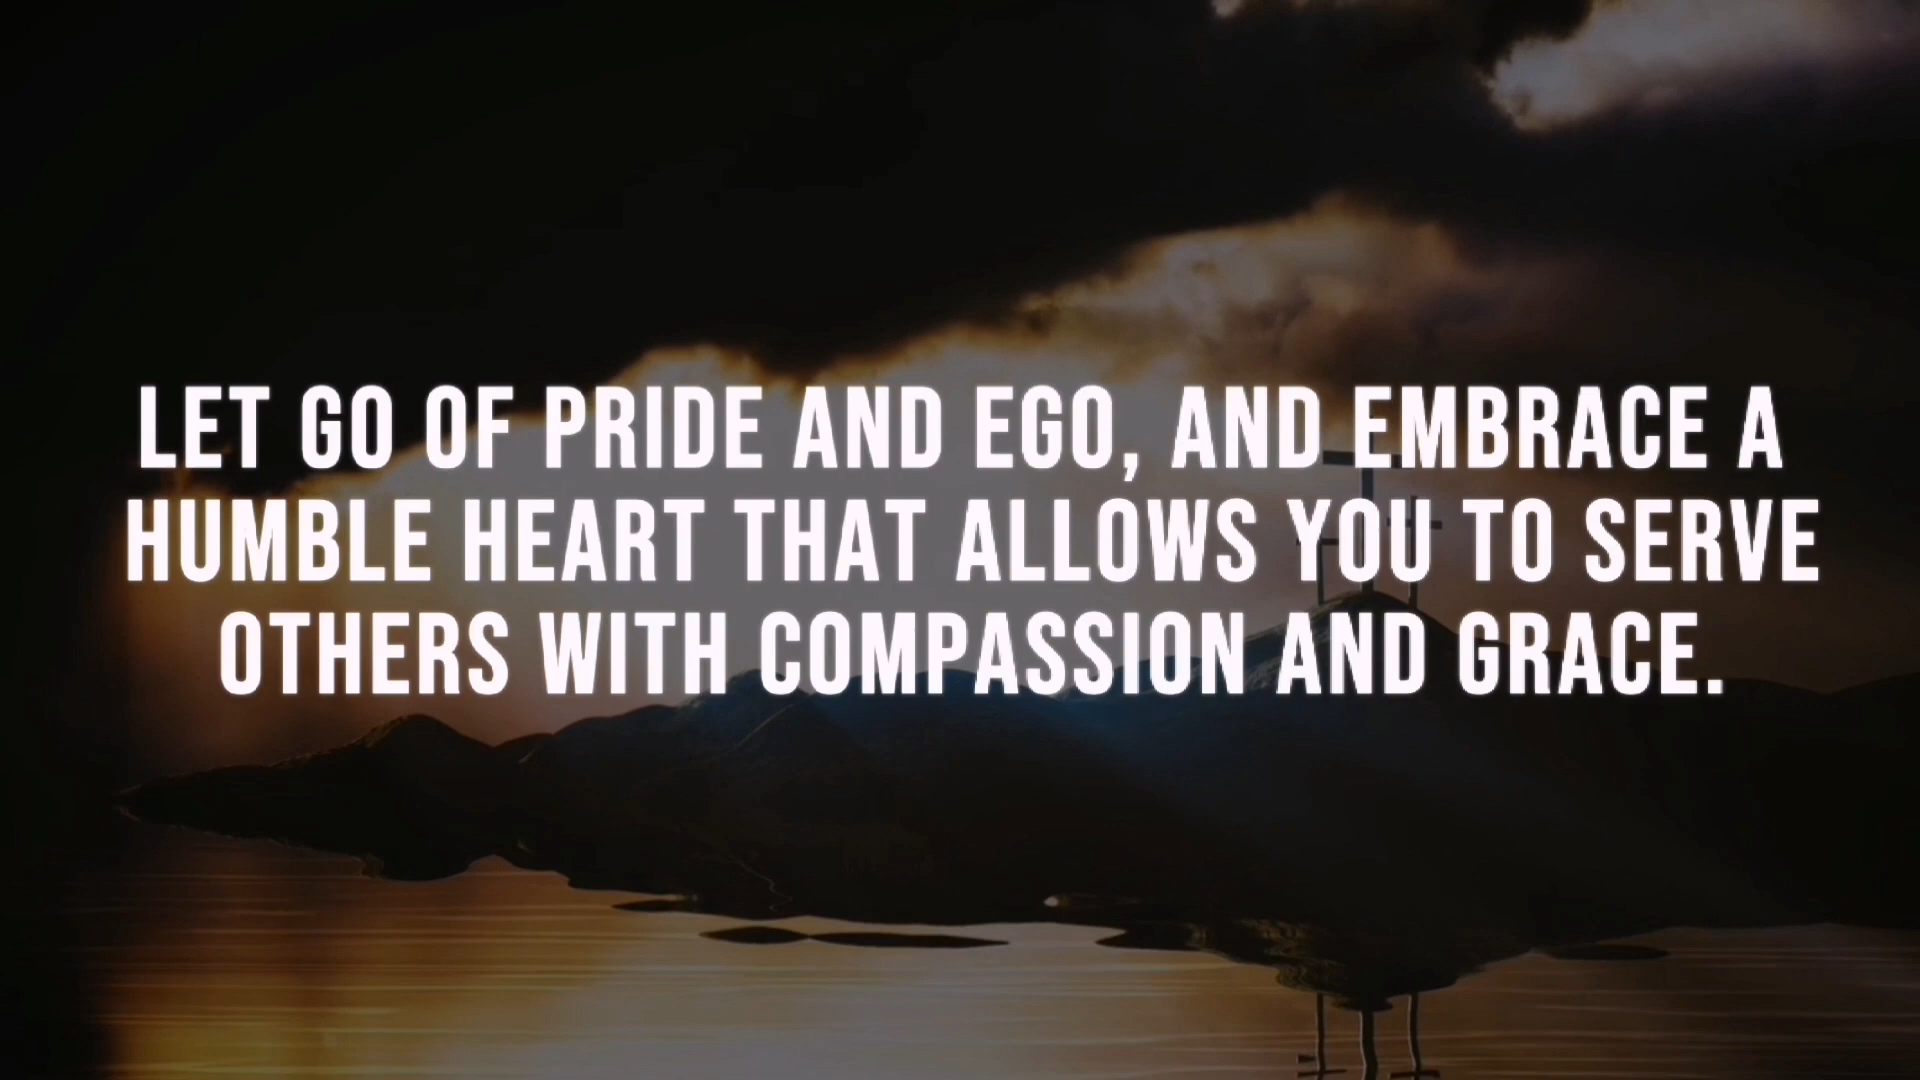 LET GO OF PRIDE AND EGO, AND EMBRACE A
HUMBLE HEART THAT ALLOWS YOU TO SERVE
OTHERS WITH COMPASSION AND GRACE.